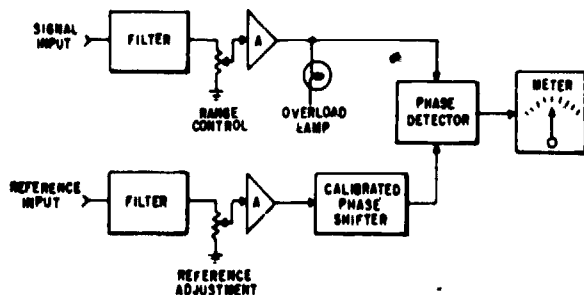 SIGNAL
INPUT
FILTER
A
RANGE
CONTROL
OVERLOAD
LAMP
PHASE
DETECTOR
METER
REFERENCE
INPUT
FILTER
A
CALIBRATED
PHASE
SHIFTER
REFERENCE
ADJUSTMENT